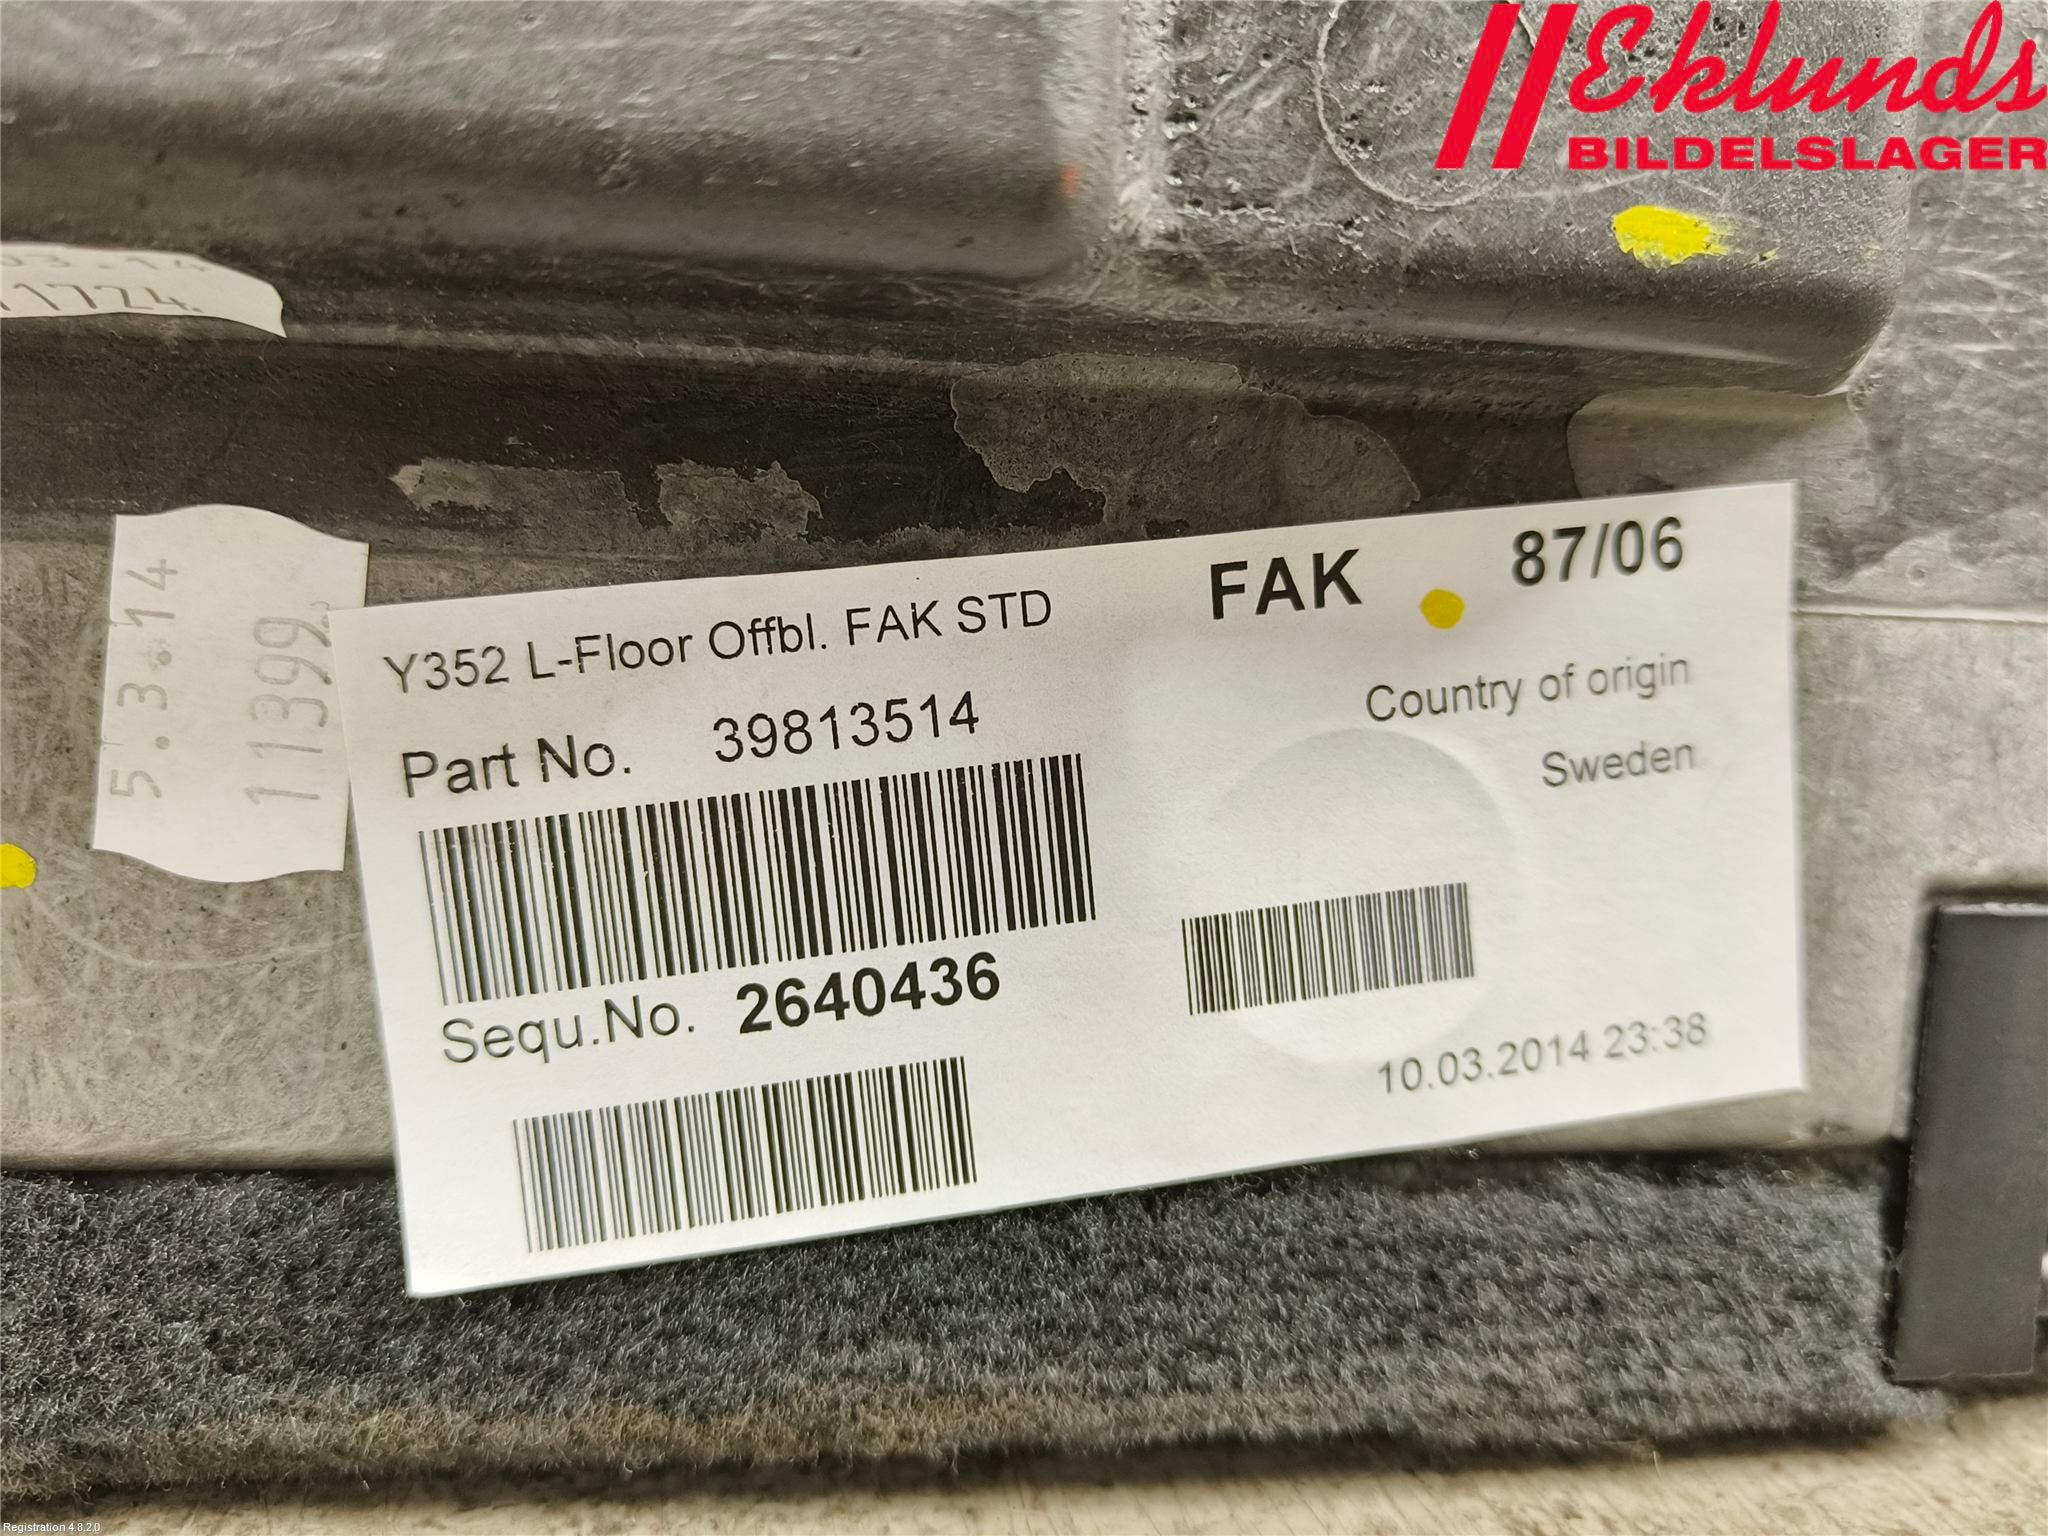 Eklunds
BILDELSLAGER
11724.
5.3.14
11399
Y352 L-Floor Offbl. FAK STD
FAK 87/06
Part No. 39813514
Country of origin
Sweden
Sequ.No. 2640436
10.03.2014 23:38
Registration 4.8.2.0